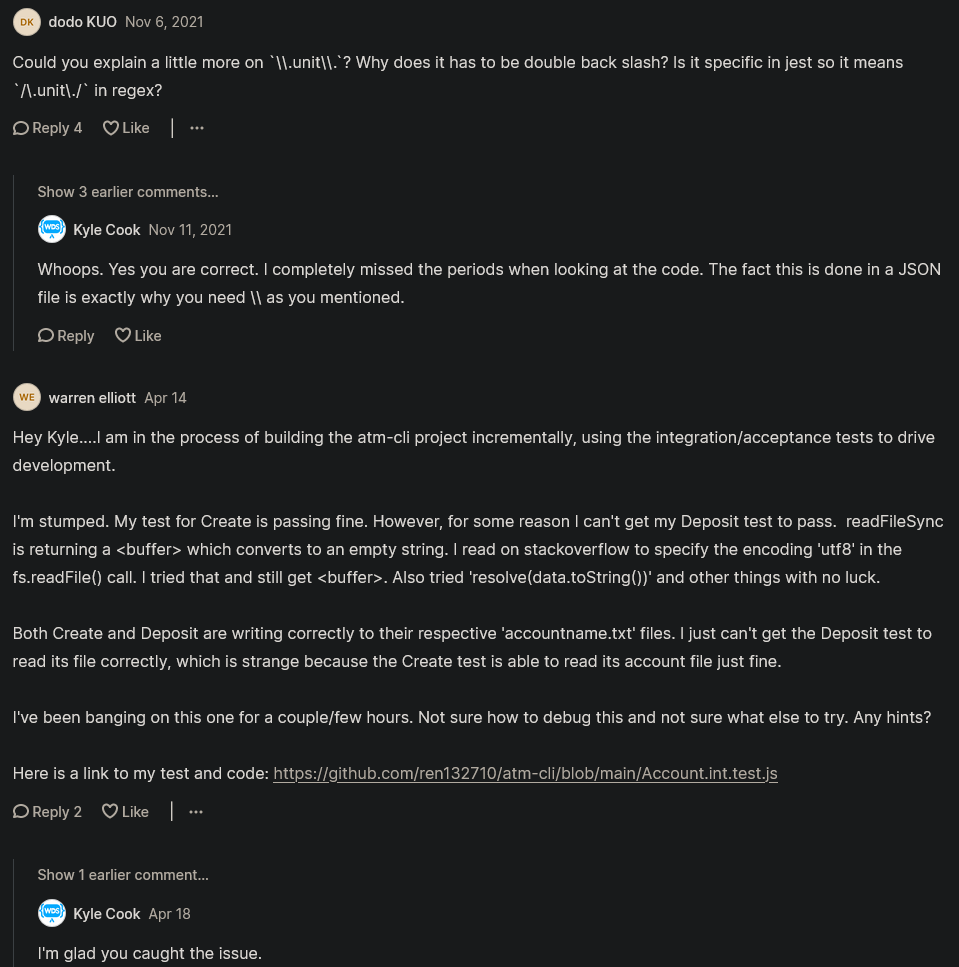 DK dodo KUO Nov 6, 2021
Could you explain a little more on `\\.unit\\.`? Why does it has to be double back slash? Is it specific in jest so it means
`/\.unit\./` in regex?
Reply 4 Like
Show 3 earlier comments...
WDS Kyle Cook Nov 11, 2021
Whoops. Yes you are correct. I completely missed the periods when looking at the code. The fact this is done in a JSON
file is exactly why you need \\ as you mentioned.
Reply Like
WE warren elliott Apr 14
Hey Kyle....I am in the process of building the atm-cli project incrementally, using the integration/acceptance tests to drive
development.
I'm stumped. My test for Create is passing fine. However, for some reason I can't get my Deposit test to pass.  readFileSync
is returning a <buffer> which converts to an empty string. I read on stackoverflow to specify the encoding 'utf8' in the
fs.readFile() call. I tried that and still get <buffer>. Also tried 'resolve(data.toString())' and other things with no luck.
Both Create and Deposit are writing correctly to their respective 'accountname.txt' files. I just can't get the Deposit test to
read its file correctly, which is strange because the Create test is able to read its account file just fine.
I've been banging on this one for a couple/few hours. Not sure how to debug this and not sure what else to try. Any hints?
Here is a link to my test and code: https://github.com/ren132710/atm-cli/blob/main/Account.int.test.js
Reply 2 Like
Show 1 earlier comment...
WDS Kyle Cook Apr 18
I'm glad you caught the issue.